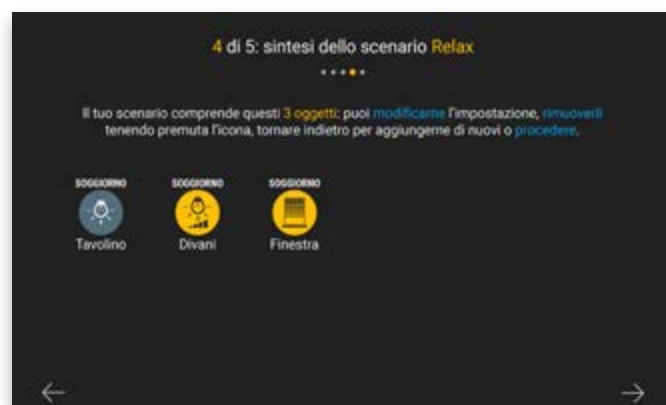 4 di 5: sintesi dello scenario Relax
Il tuo scenario comprende questi 3 oggetti: puoi modificarne l'impostazione, rimuoverli
tenendo premuta l'icona, tornare indietro per aggiungerne di nuovi o procedere.
SOGGIORNO SOGGIORNO SOGGIORNO
Tavolino Divani Finestra